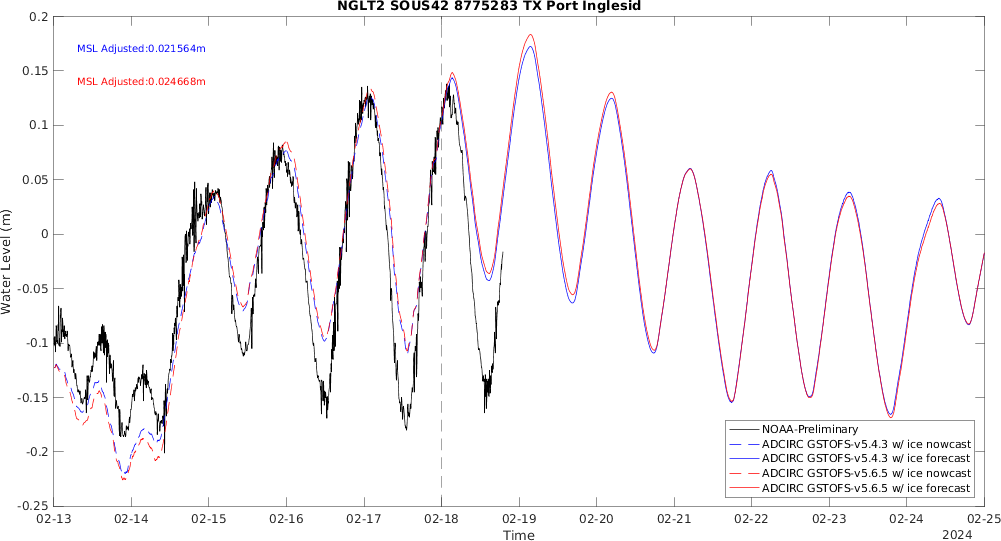 NGLT2 SOUS42 8775283 TX Port Inglesid
MSL Adjusted:0.021564m
MSL Adjusted:0.024668m
Water Level (m)
0.2
0.15
0.1
0.05
0
-0.05
-0.1
-0.15
-0.2
-0.25
NOAA-Preliminary
ADCIRC GSTOFS-v5.4.3 w/ ice nowcast
ADCIRC GSTOFS-v5.4.3 w/ ice forecast
ADCIRC GSTOFS-v5.6.5 w/ ice nowcast
ADCIRC GSTOFS-v5.6.5 w/ ice forecast
02-13 02-14 02-15 02-16 02-17 02-18 02-19 02-20 02-21 02-22 02-23 02-24 02-25
Time
2024